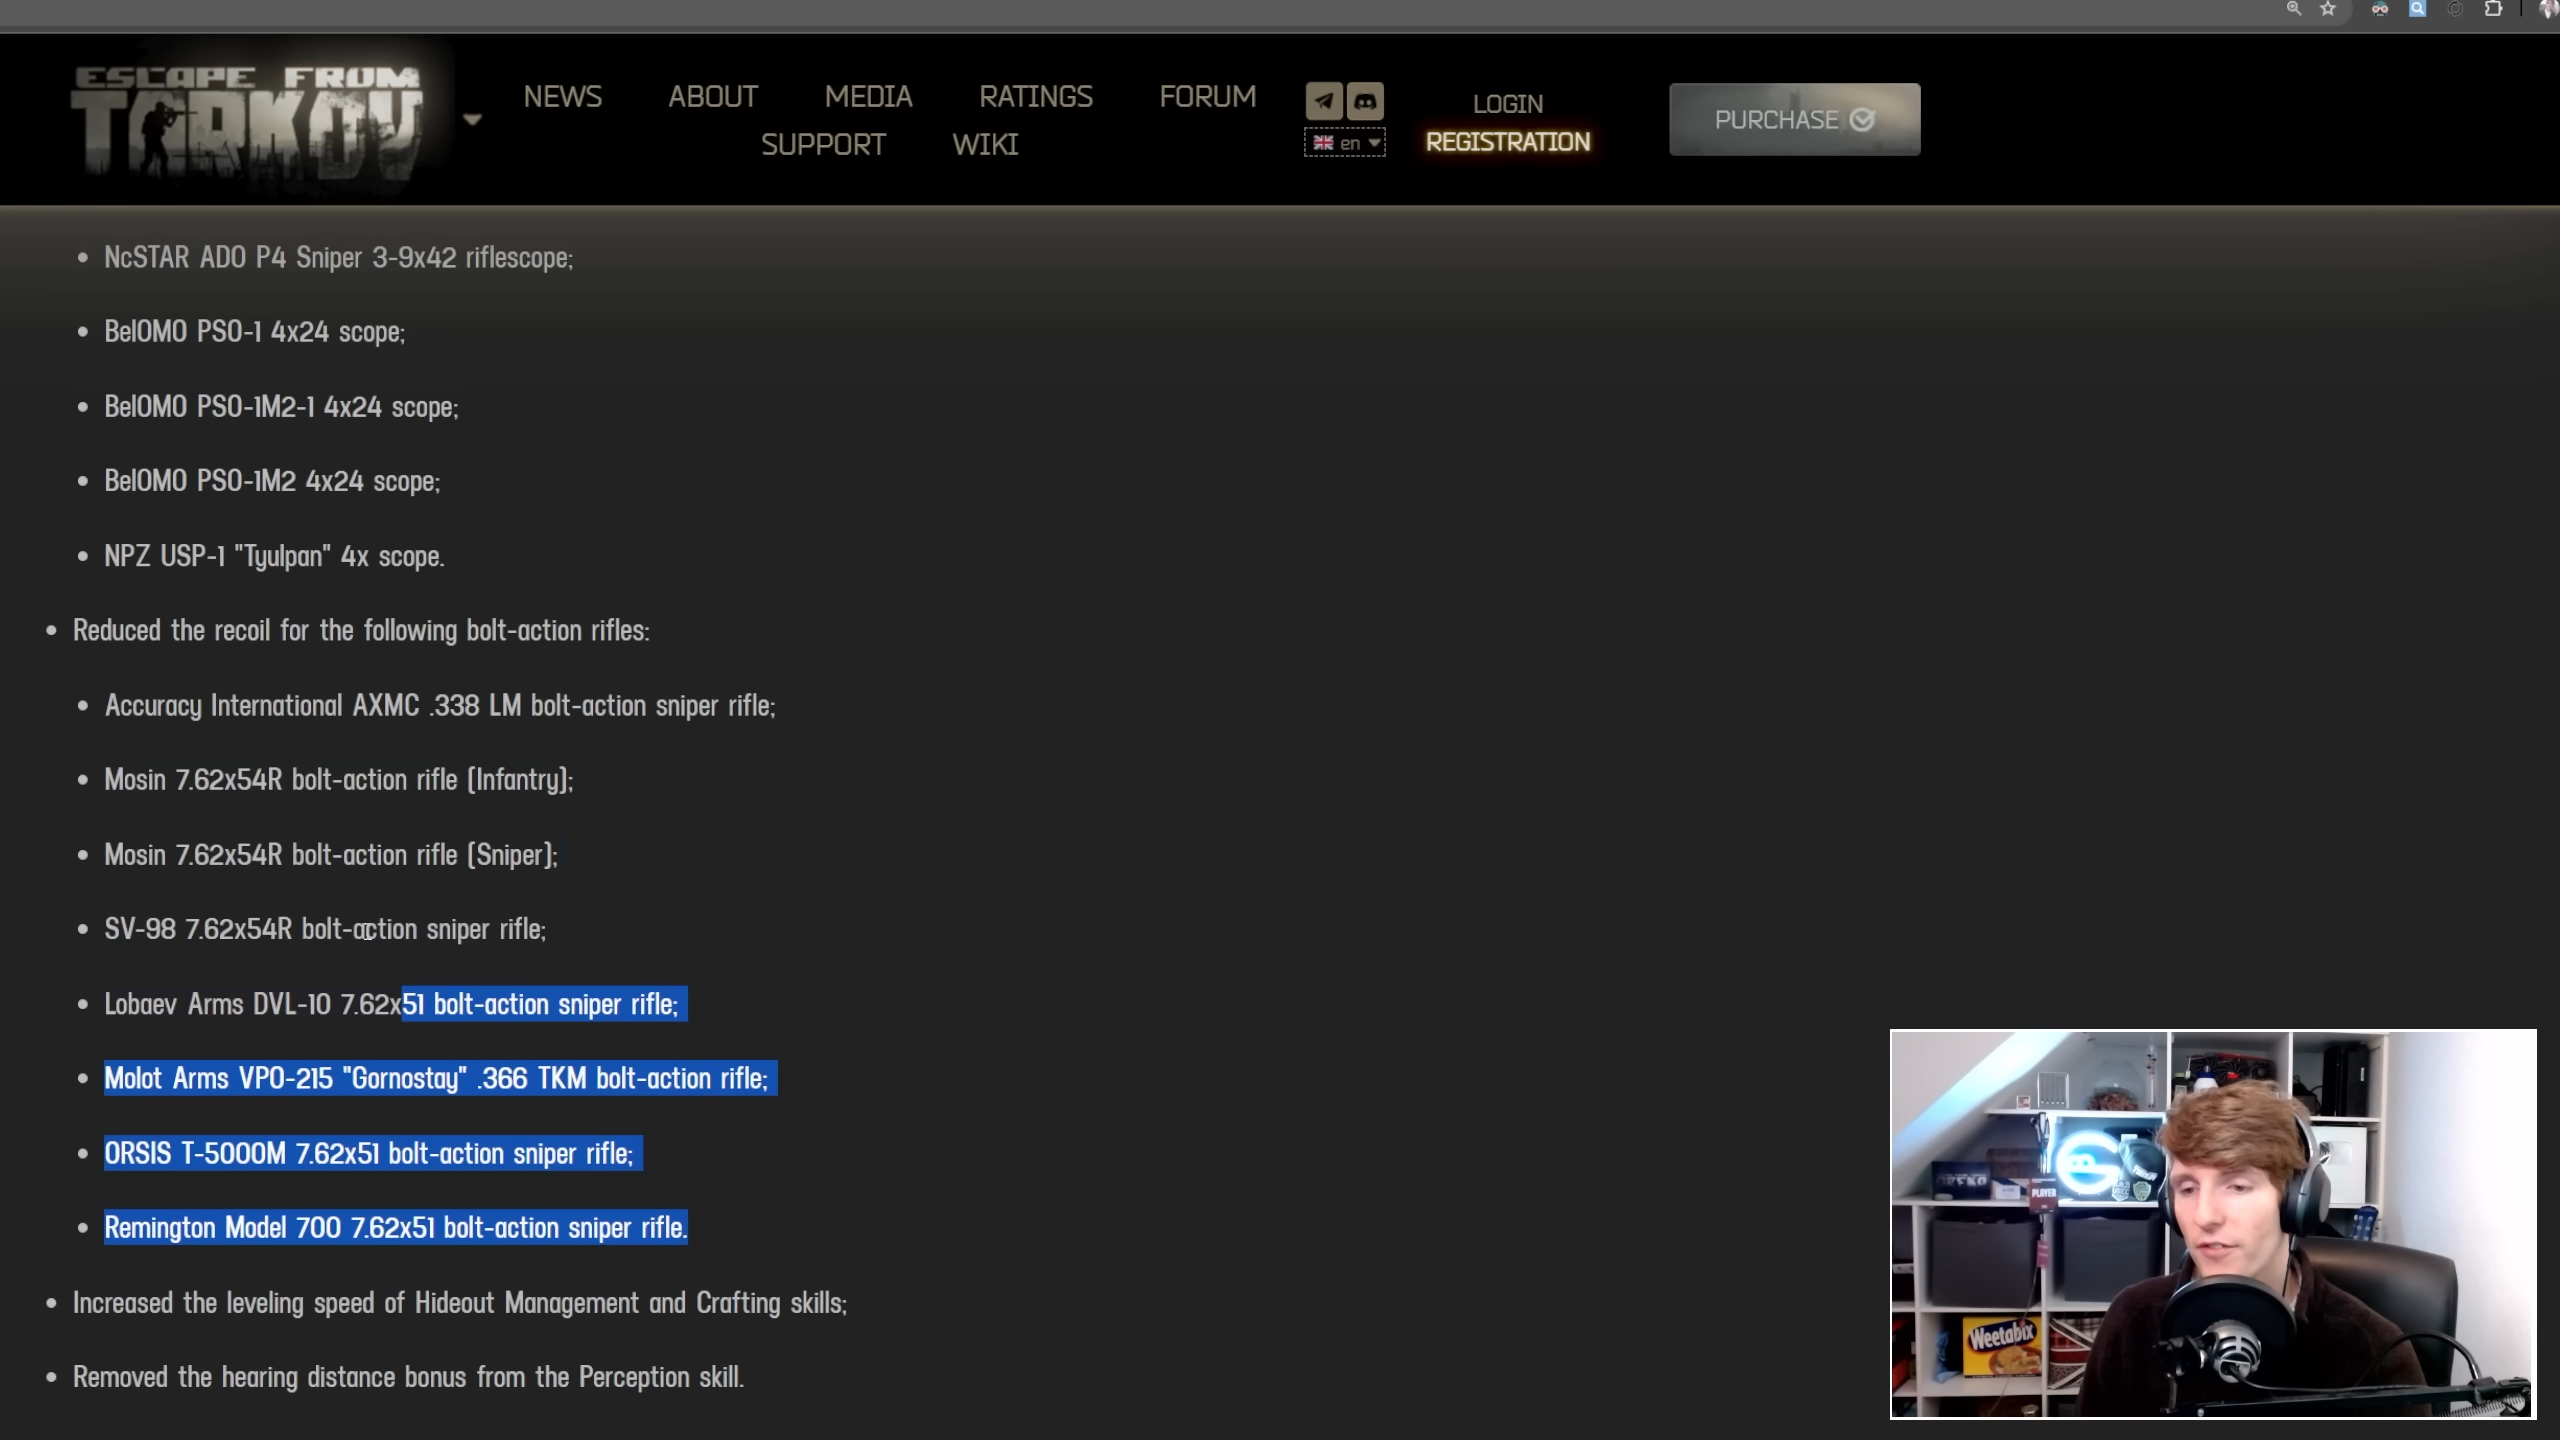 ESCAPE FROM
TARKOV
NEWS ABOUT MEDIA RATINGS FORUM
SUPPORT WIKI
en
LOGIN
REGISTRATION
PURCHASE
• NcSTAR ADO P4 Sniper 3-9x42 riflescope;
• BelOMO PSO-1 4x24 scope;
• BelOMO PSO-1M2-1 4x24 scope;
• BelOMO PSO-1M2 4x24 scope;
• NPZ USP-1 "Tyulpan" 4x scope.
• Reduced the recoil for the following bolt-action rifles:
• Accuracy International AXMC .338 LM bolt-action sniper rifle;
• Mosin 7.62x54R bolt-action rifle (Infantry);
• Mosin 7.62x54R bolt-action rifle (Sniper);
• SV-98 7.62x54R bolt-action sniper rifle;
• Lobaev Arms DVL-10 7.62x51 bolt-action sniper rifle;
• Molot Arms VPO-215 "Gornostay" .366 TKM bolt-action rifle;
• ORSIS T-5000M 7.62x51 bolt-action sniper rifle;
• Remington Model 700 7.62x51 bolt-action sniper rifle.
• Increased the leveling speed of Hideout Management and Crafting skills;
• Removed the hearing distance bonus from the Perception skill.
PLAYER
Weetabix